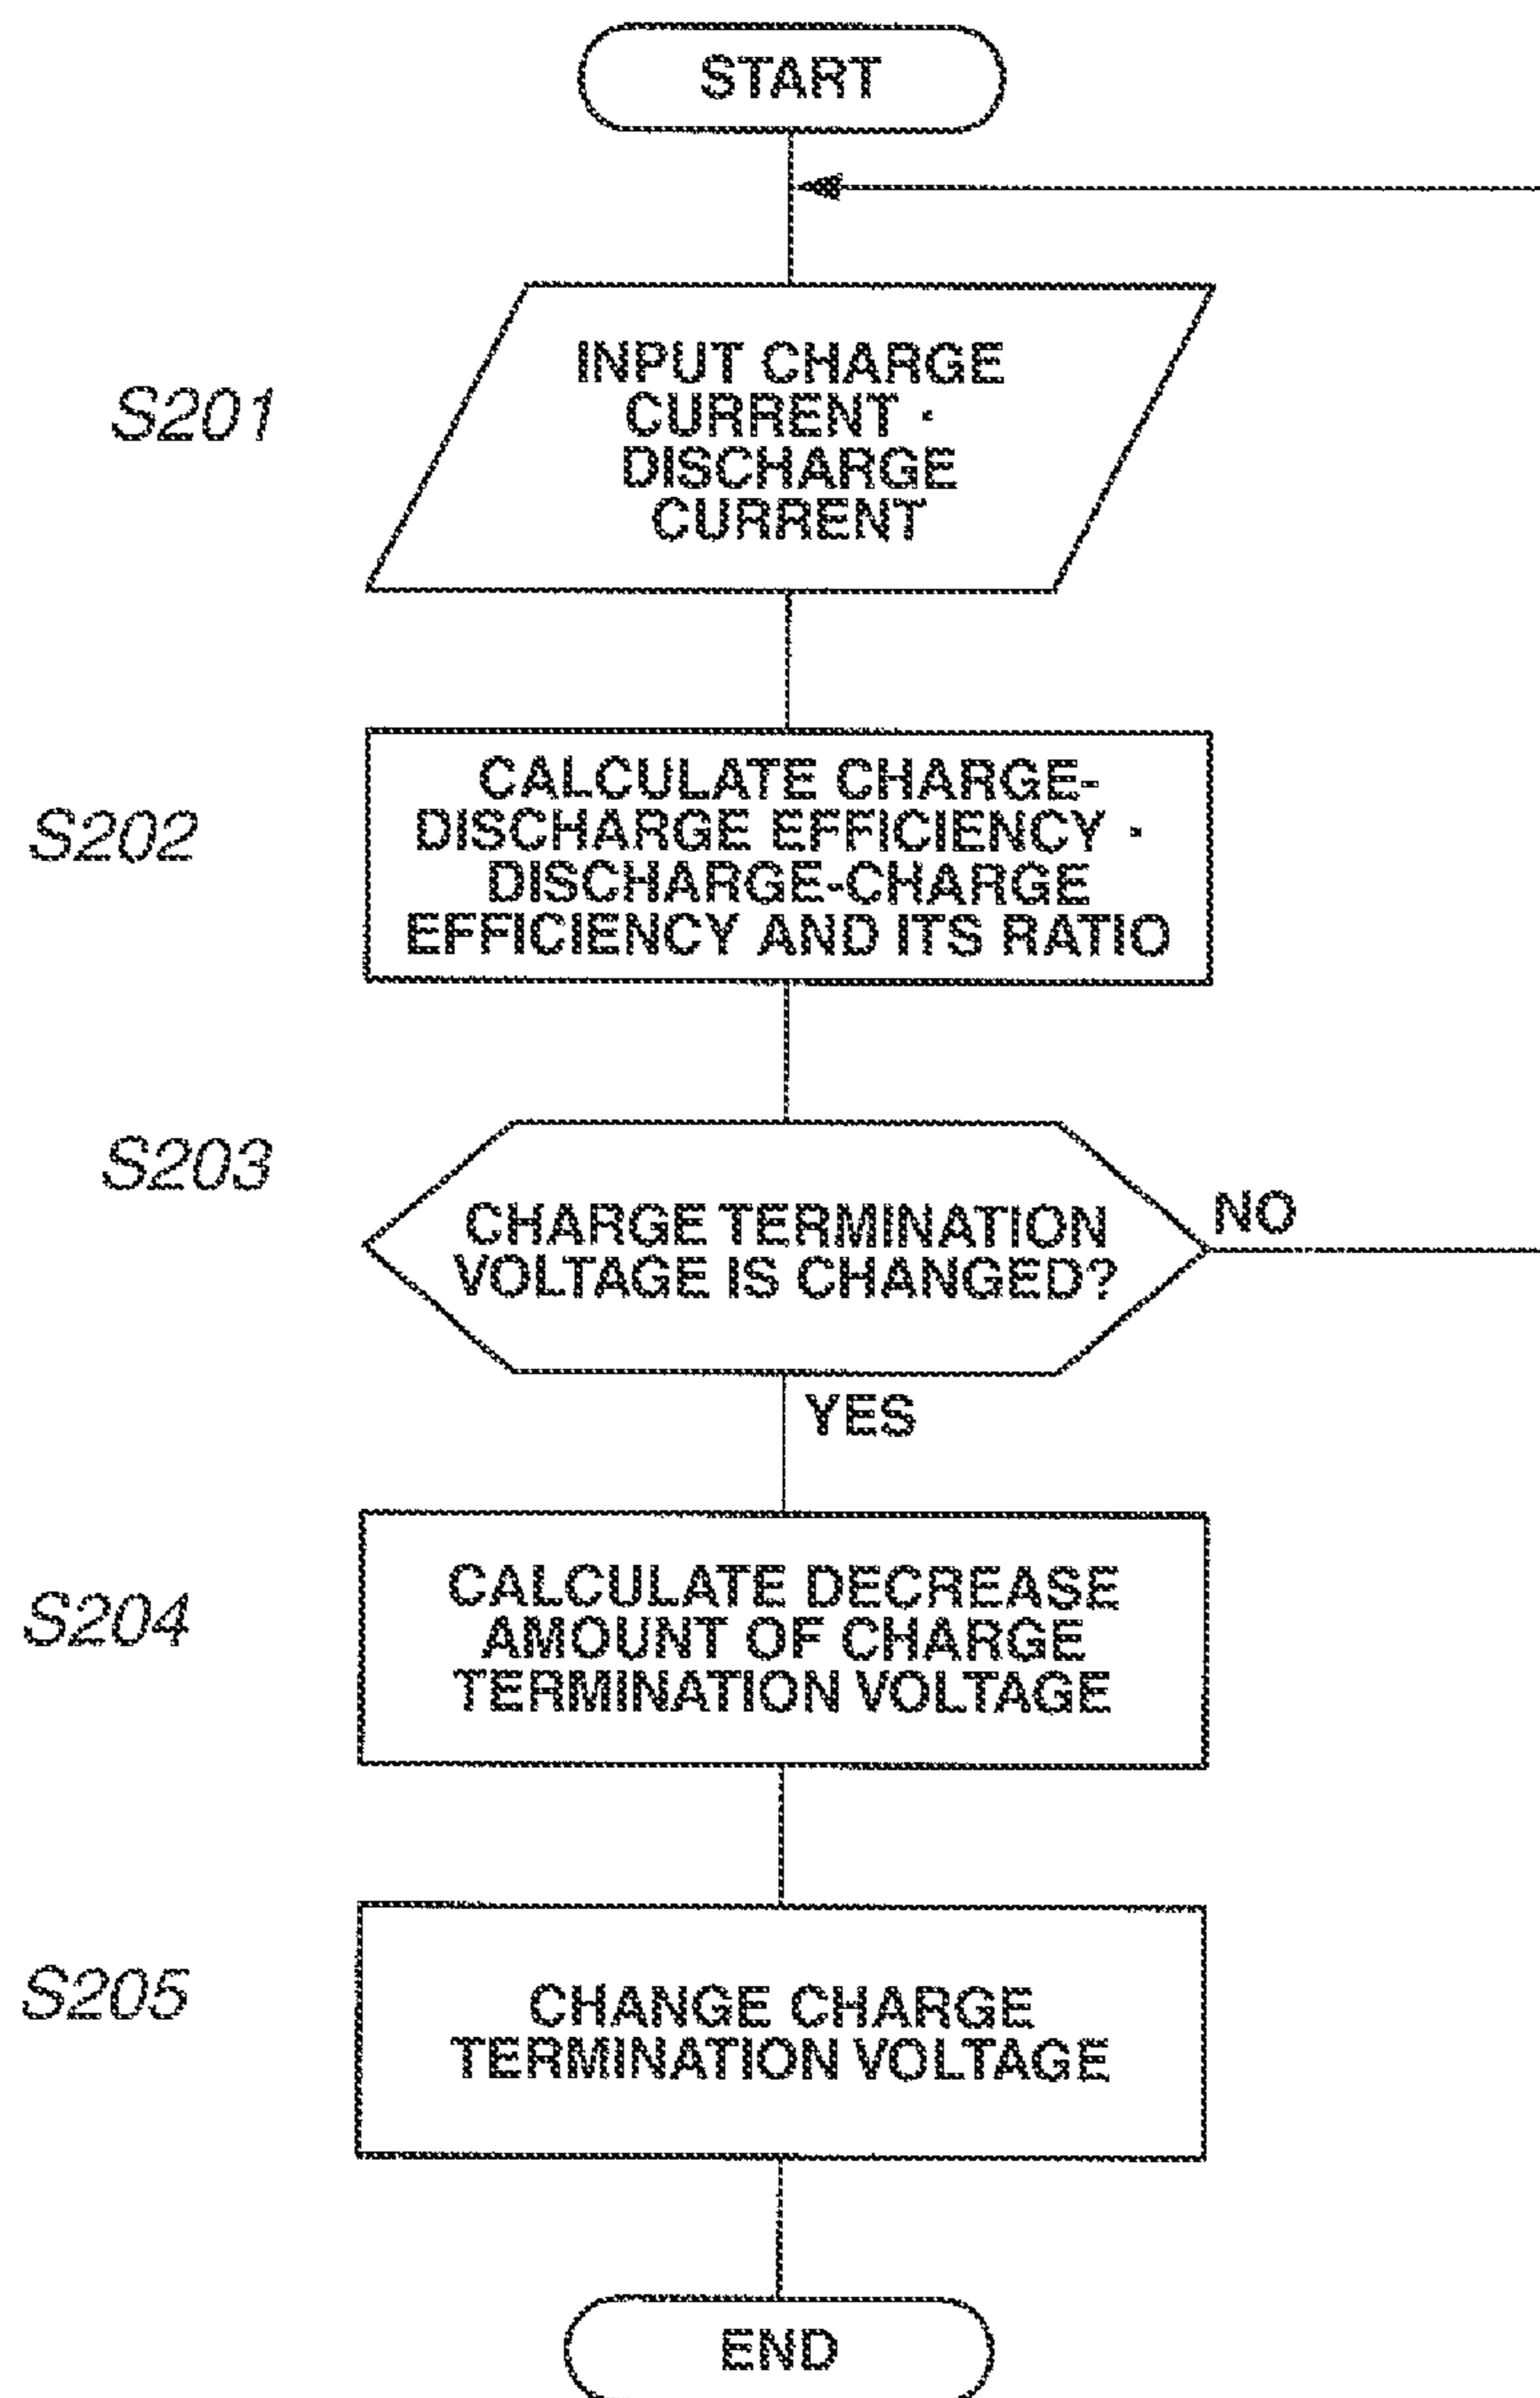 START
S201
INPUT CHARGE
CURRENT ·
DISCHARGE
CURRENT
S202
CALCULATE CHARGE-
DISCHARGE EFFICIENCY ·
DISCHARGE-CHARGE
EFFICIENCY AND ITS RATIO
S203
CHARGE TERMINATION
VOLTAGE IS CHANGED?
NO
YES
S204
CALCULATE DECREASE
AMOUNT OF CHARGE
TERMINATION VOLTAGE
S205
CHANGE CHARGE
TERMINATION VOLTAGE
END